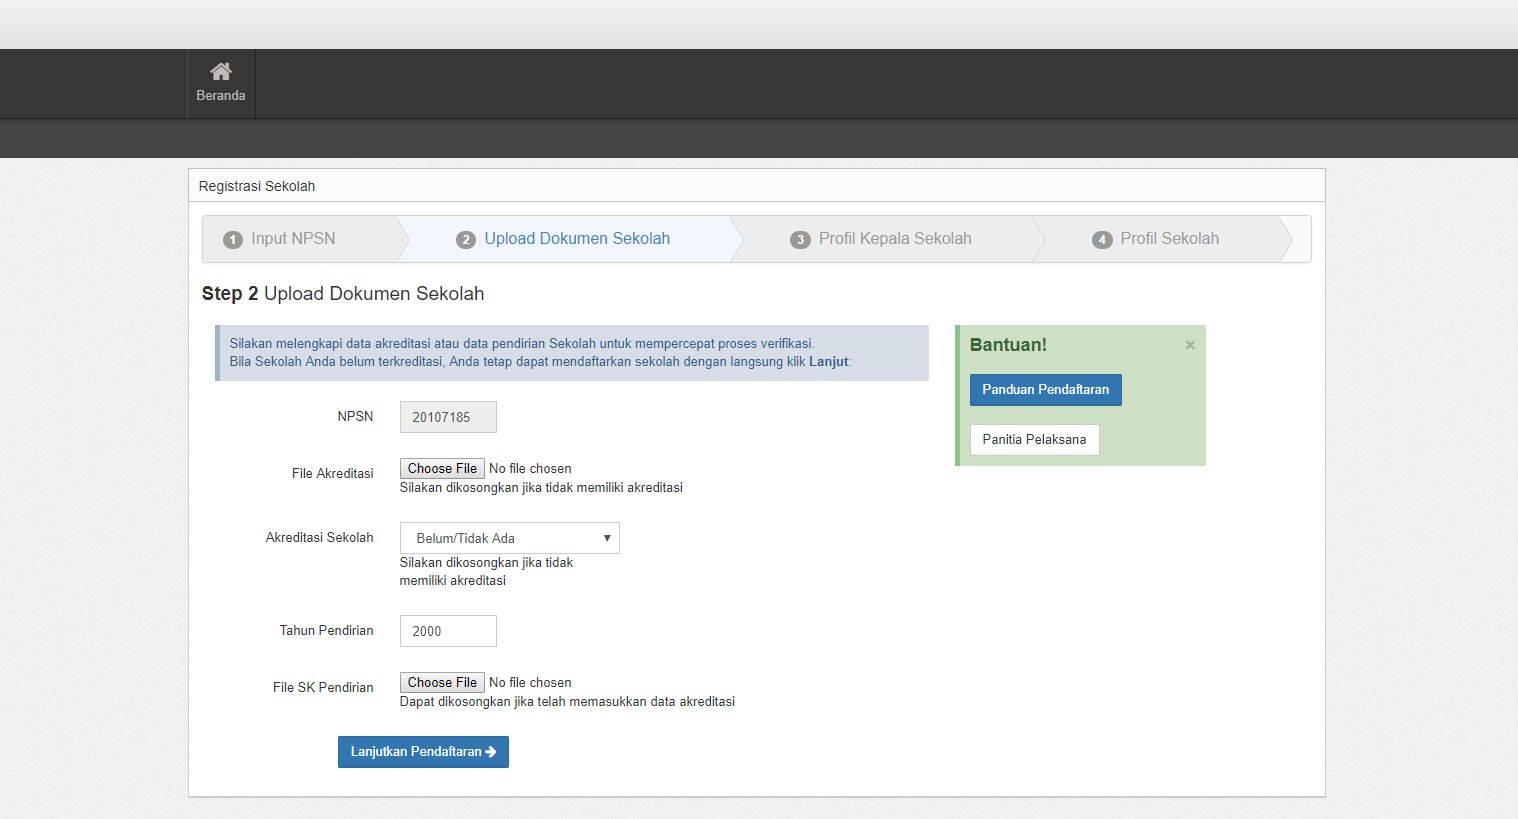 Beranda
Registrasi Sekolah
1 Input NPSN
2 Upload Dokumen Sekolah
3 Profil Kepala Sekolah
4 Profil Sekolah
Step 2 Upload Dokumen Sekolah
Silakan melengkapi data akreditasi atau data pendirian Sekolah untuk mempercepat proses verifikasi.
Bila Sekolah Anda belum terkreditasi, Anda tetap dapat mendaftarkan sekolah dengan langsung klik Lanjut:
Bantuan! ×
Panduan Pendaftaran
Panitia Pelaksana
NPSN 20107185
File Akreditasi Choose File No file chosen
Silakan dikosongkan jika tidak memiliki akreditasi
Akreditasi Sekolah Belum/Tidak Ada
Silakan dikosongkan jika tidak
memiliki akreditasi
Tahun Pendirian 2000
File SK Pendirian Choose File No file chosen
Dapat dikosongkan jika telah memasukkan data akreditasi
Lanjutkan Pendaftaran